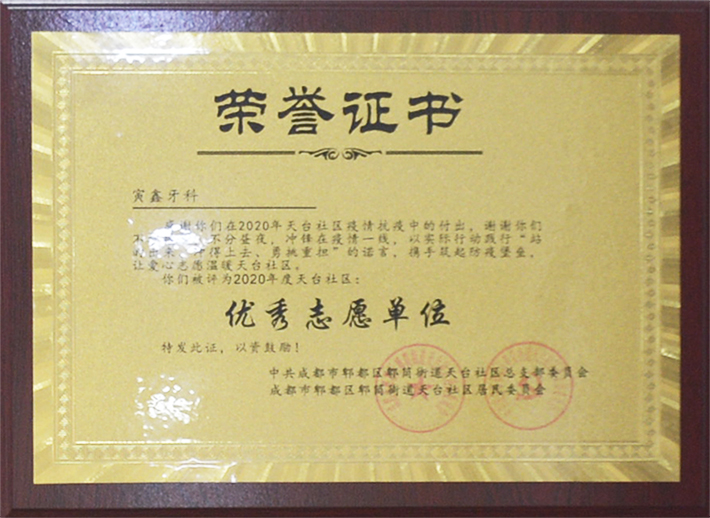 荣誉证书
寅鑫牙科
感谢你们在2020年天台社区疫情抗疫中的付出，谢谢你们
不 不分昼夜，冲锋在疫情一线，以实际行动践行“站
得出来、冲得上去、勇挑重担”的诺言，携手筑起防疫堡垒，
让爱心志愿温暖天台社区。
你们被评为2020年度天台社区：
优秀志愿单位
特发此证，以资鼓励！
中共成都市郫都区郫筒街道天台社区总支部委员会
成都市郫都区郫筒街道天台社区居民委员会